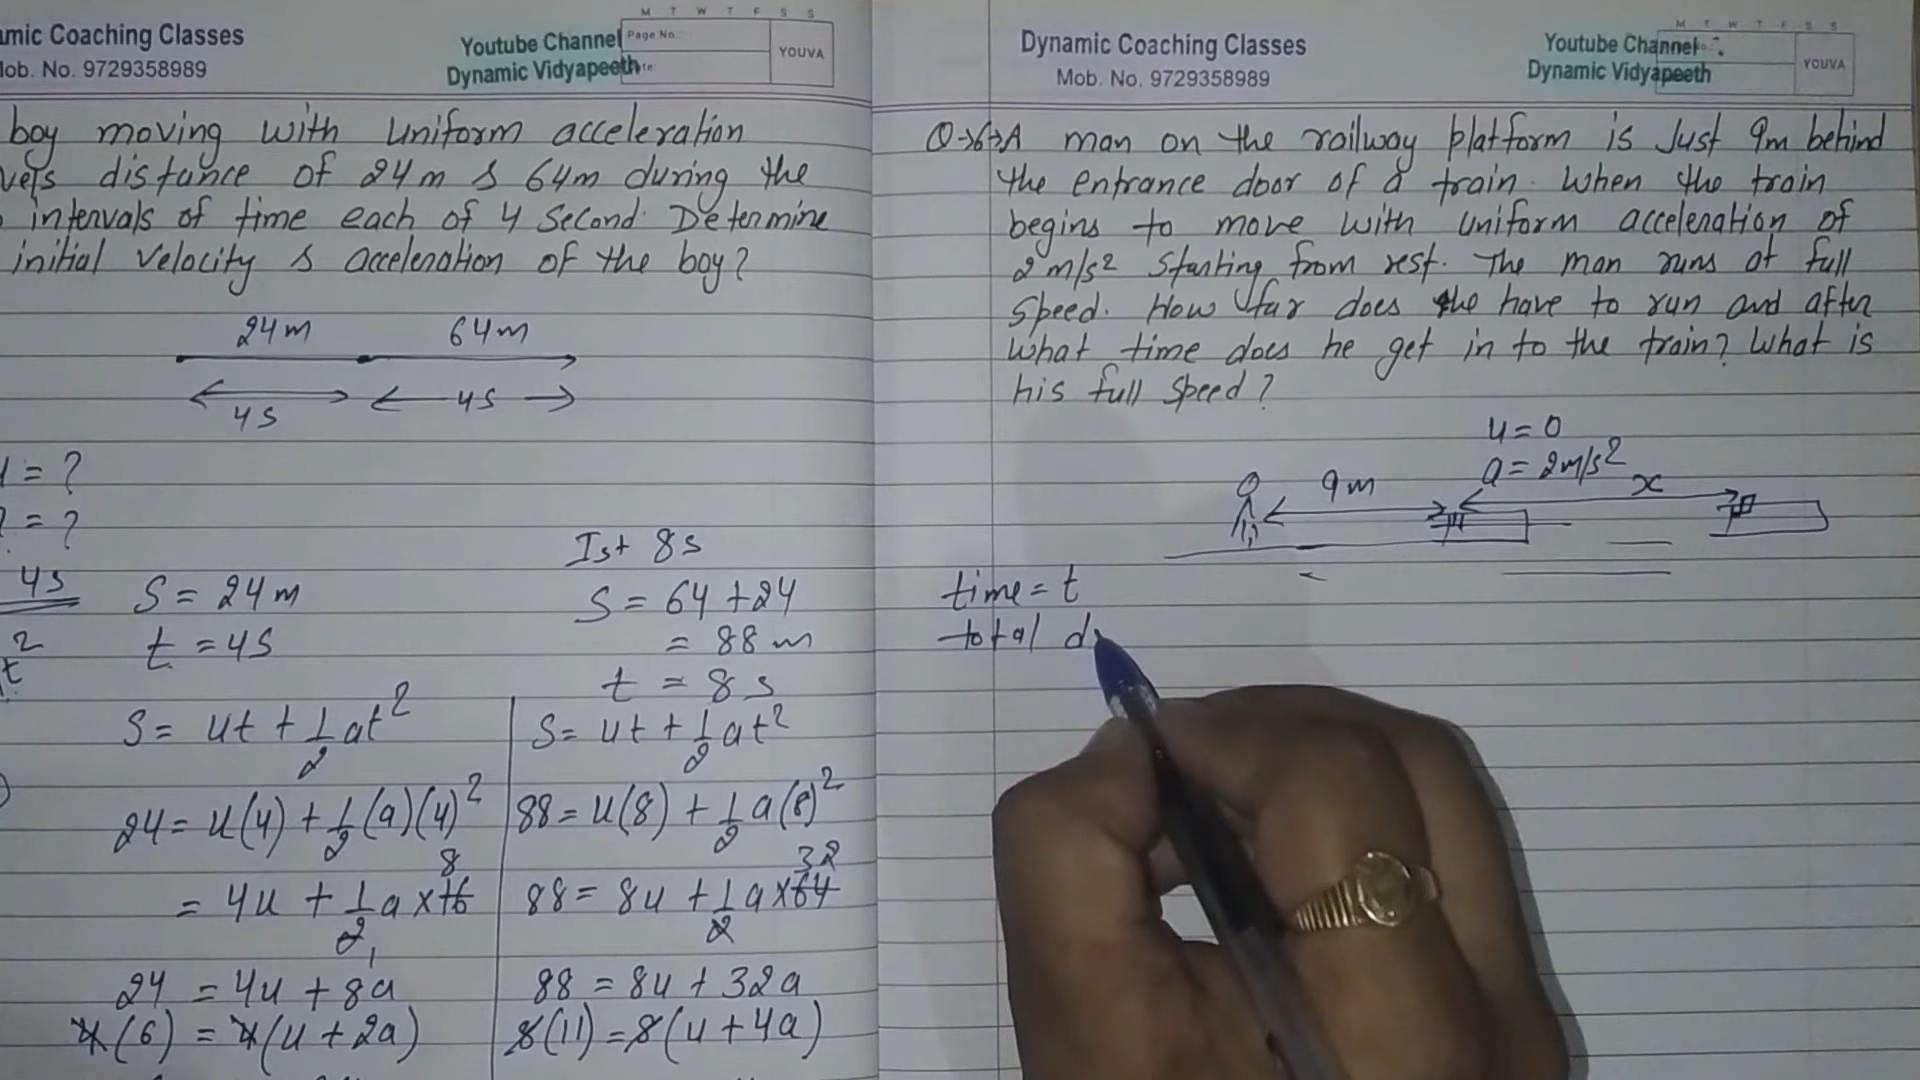 amic Coaching Classes
Mob. No. 9729358989
Youtube Channel
Dynamic Vidyapeeth
M T W T F S S
Page No.:
YOUVA
boy moving with uniform acceleration
vels distance of 24m & 64m during the
intervals of time each of 4 second. Determine
initial velocity & acceleration of the boy?
24m 64m
4s 4s
= ?
= ?
4s
S = 24m
t = 4s
Ist 8s
S = 64 + 24
= 88 m
t = 8s
S = ut + 1/2 at²
24 = u(4) + 1/2 (a)(4)²
8
= 4u + 1/2 a × 16
1
24 = 4u + 8a
4(6) = 4(u + 2a)
S = ut + 1/2 at²
88 = u(8) + 1/2 a(8)²
32
88 = 8u + 1/2 a × 64
88 = 8u + 32a
8(11) = 8(u + 4a)
Dynamic Coaching Classes
Mob. No. 9729358989
Youtube Channel
Dynamic Vidyapeeth
M T W T F S S
YOUVA
Q→6→A man on the railway platform is Just 9m behind
the entrance door of a train. When the train
begins to move with uniform acceleration of
2 m/s² Starting from rest. The man runs at full
Speed. How far does he have to run and after
what time does he get in to the train? What is
his full speed?
u = 0
a = 2m/s²
9m x
time = t
total di